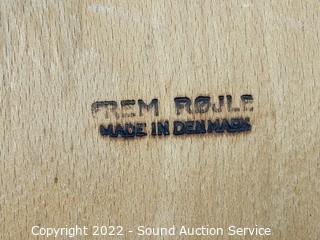 FREM RØJLE
MADE IN DENMARK
Copyright 2022 - Sound Auction Service